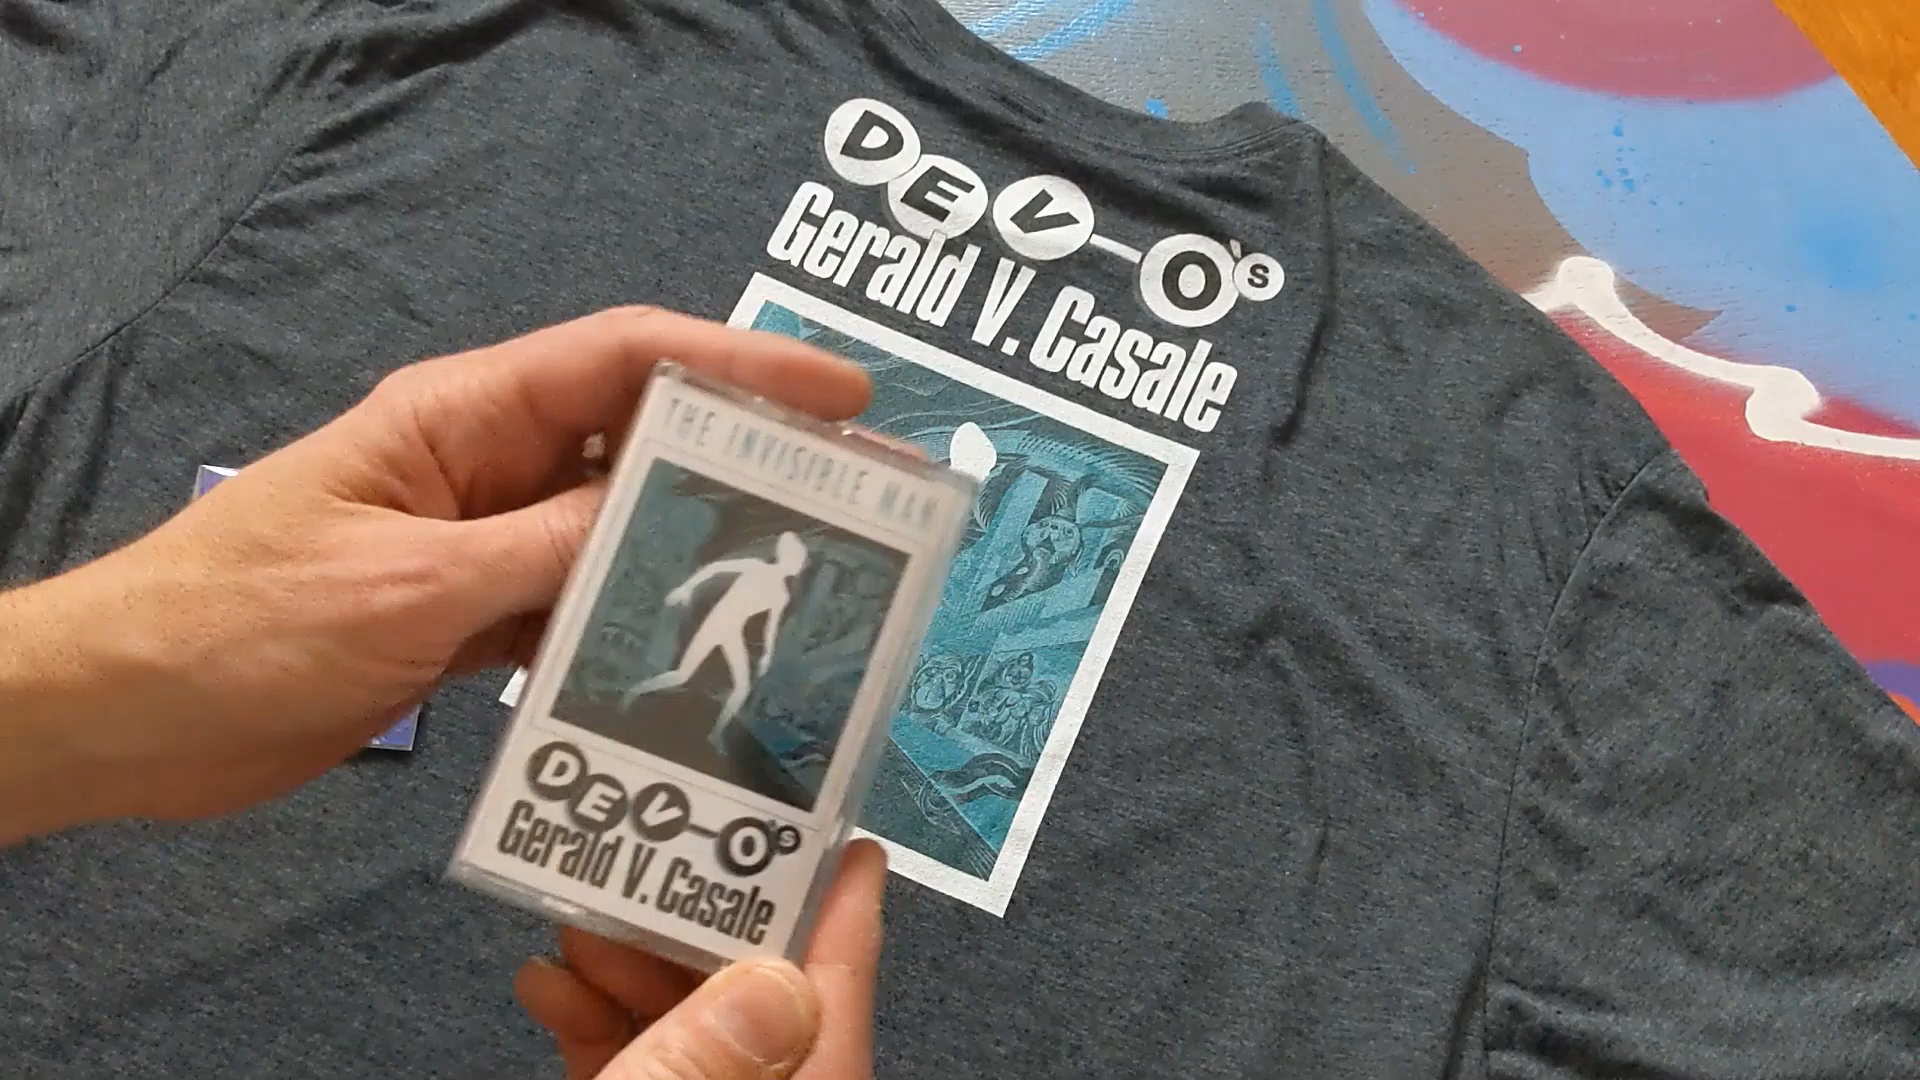 DEV-O's
Gerald V. Casale
THE INVISIBLE MAN
DEV-O's
Gerald V. Casale